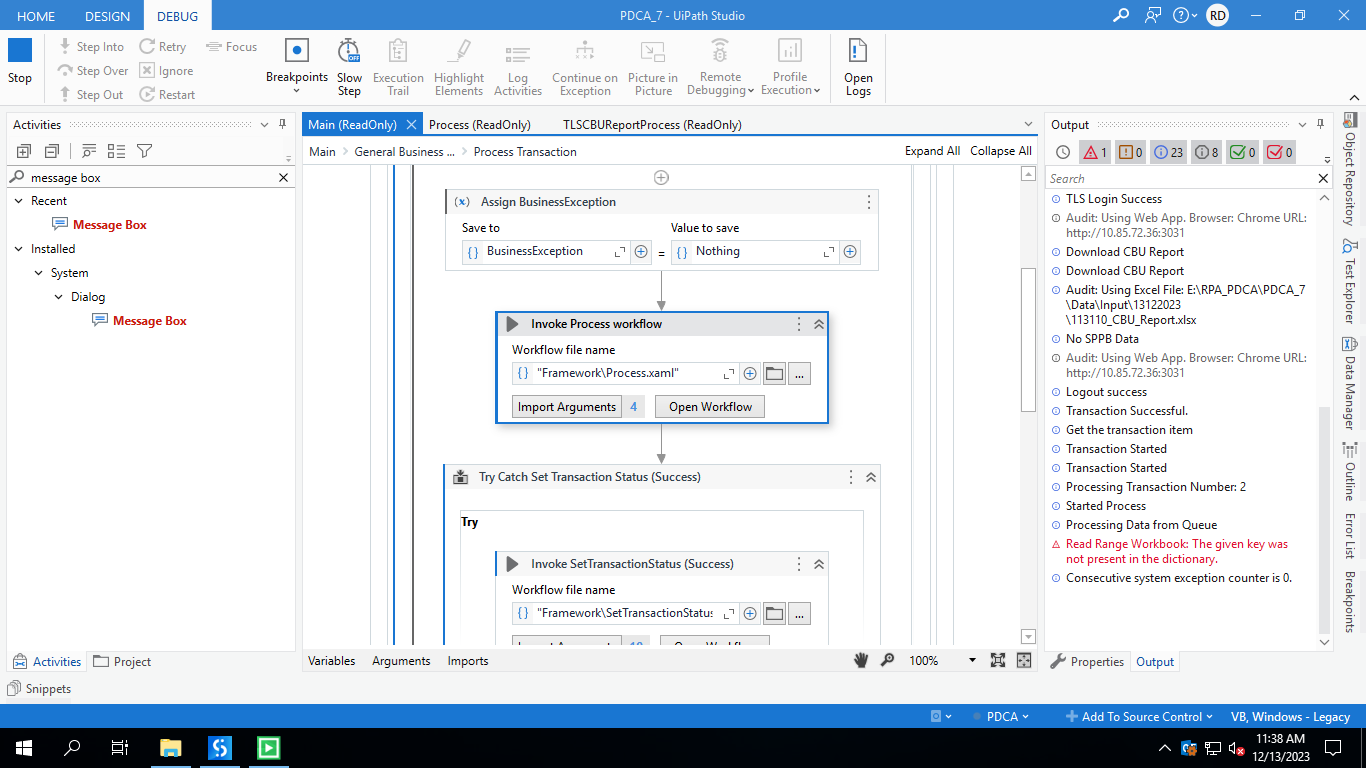 HOME DESIGN DEBUG PDCA_7 - UiPath Studio RD
Stop
Step Into
Step Over
Step Out
Retry
Ignore
Restart
Focus
Breakpoints
Slow
Step
OFF
Execution
Trail
Highlight
Elements
Log
Activities
Continue on
Exception
Picture in
Picture
Remote
Debugging
Profile
Execution
Open
Logs
Activities
message box
Recent
Message Box
Installed
System
Dialog
Message Box
Activities Project
Snippets
Main (ReadOnly) Process (ReadOnly) TLSCBUReportProcess (ReadOnly)
Main > General Business ... > Process Transaction Expand All Collapse All
(x) Assign BusinessException
Save to Value to save
{ } BusinessException = { } Nothing
Invoke Process workflow
Workflow file name
{ } "Framework\Process.xaml" ...
Import Arguments 4 Open Workflow
Try Catch Set Transaction Status (Success)
Try
Invoke SetTransactionStatus (Success)
Workflow file name
{ } "Framework\SetTransactionStatus ...
Import Arguments 10 Open Workflow
Variables Arguments Imports 100%
Output
1 0 23 8 0 0
Search
TLS Login Success
Audit: Using Web App. Browser: Chrome URL:
http://10.85.72.36:3031
Download CBU Report
Download CBU Report
Audit: Using Excel File: E:\RPA_PDCA\PDCA_7
\Data\Input\13122023
\113110_CBU_Report.xlsx
No SPPB Data
Audit: Using Web App. Browser: Chrome URL:
http://10.85.72.36:3031
Logout success
Transaction Successful.
Get the transaction item
Transaction Started
Transaction Started
Processing Transaction Number: 2
Started Process
Processing Data from Queue
Read Range Workbook: The given key was
not present in the dictionary.
Consecutive system exception counter is 0.
Properties Output
Object Repository
Test Explorer
Data Manager
Outline
Error List
Breakpoints
PDCA Add To Source Control VB, Windows - Legacy
11:38 AM
12/13/2023